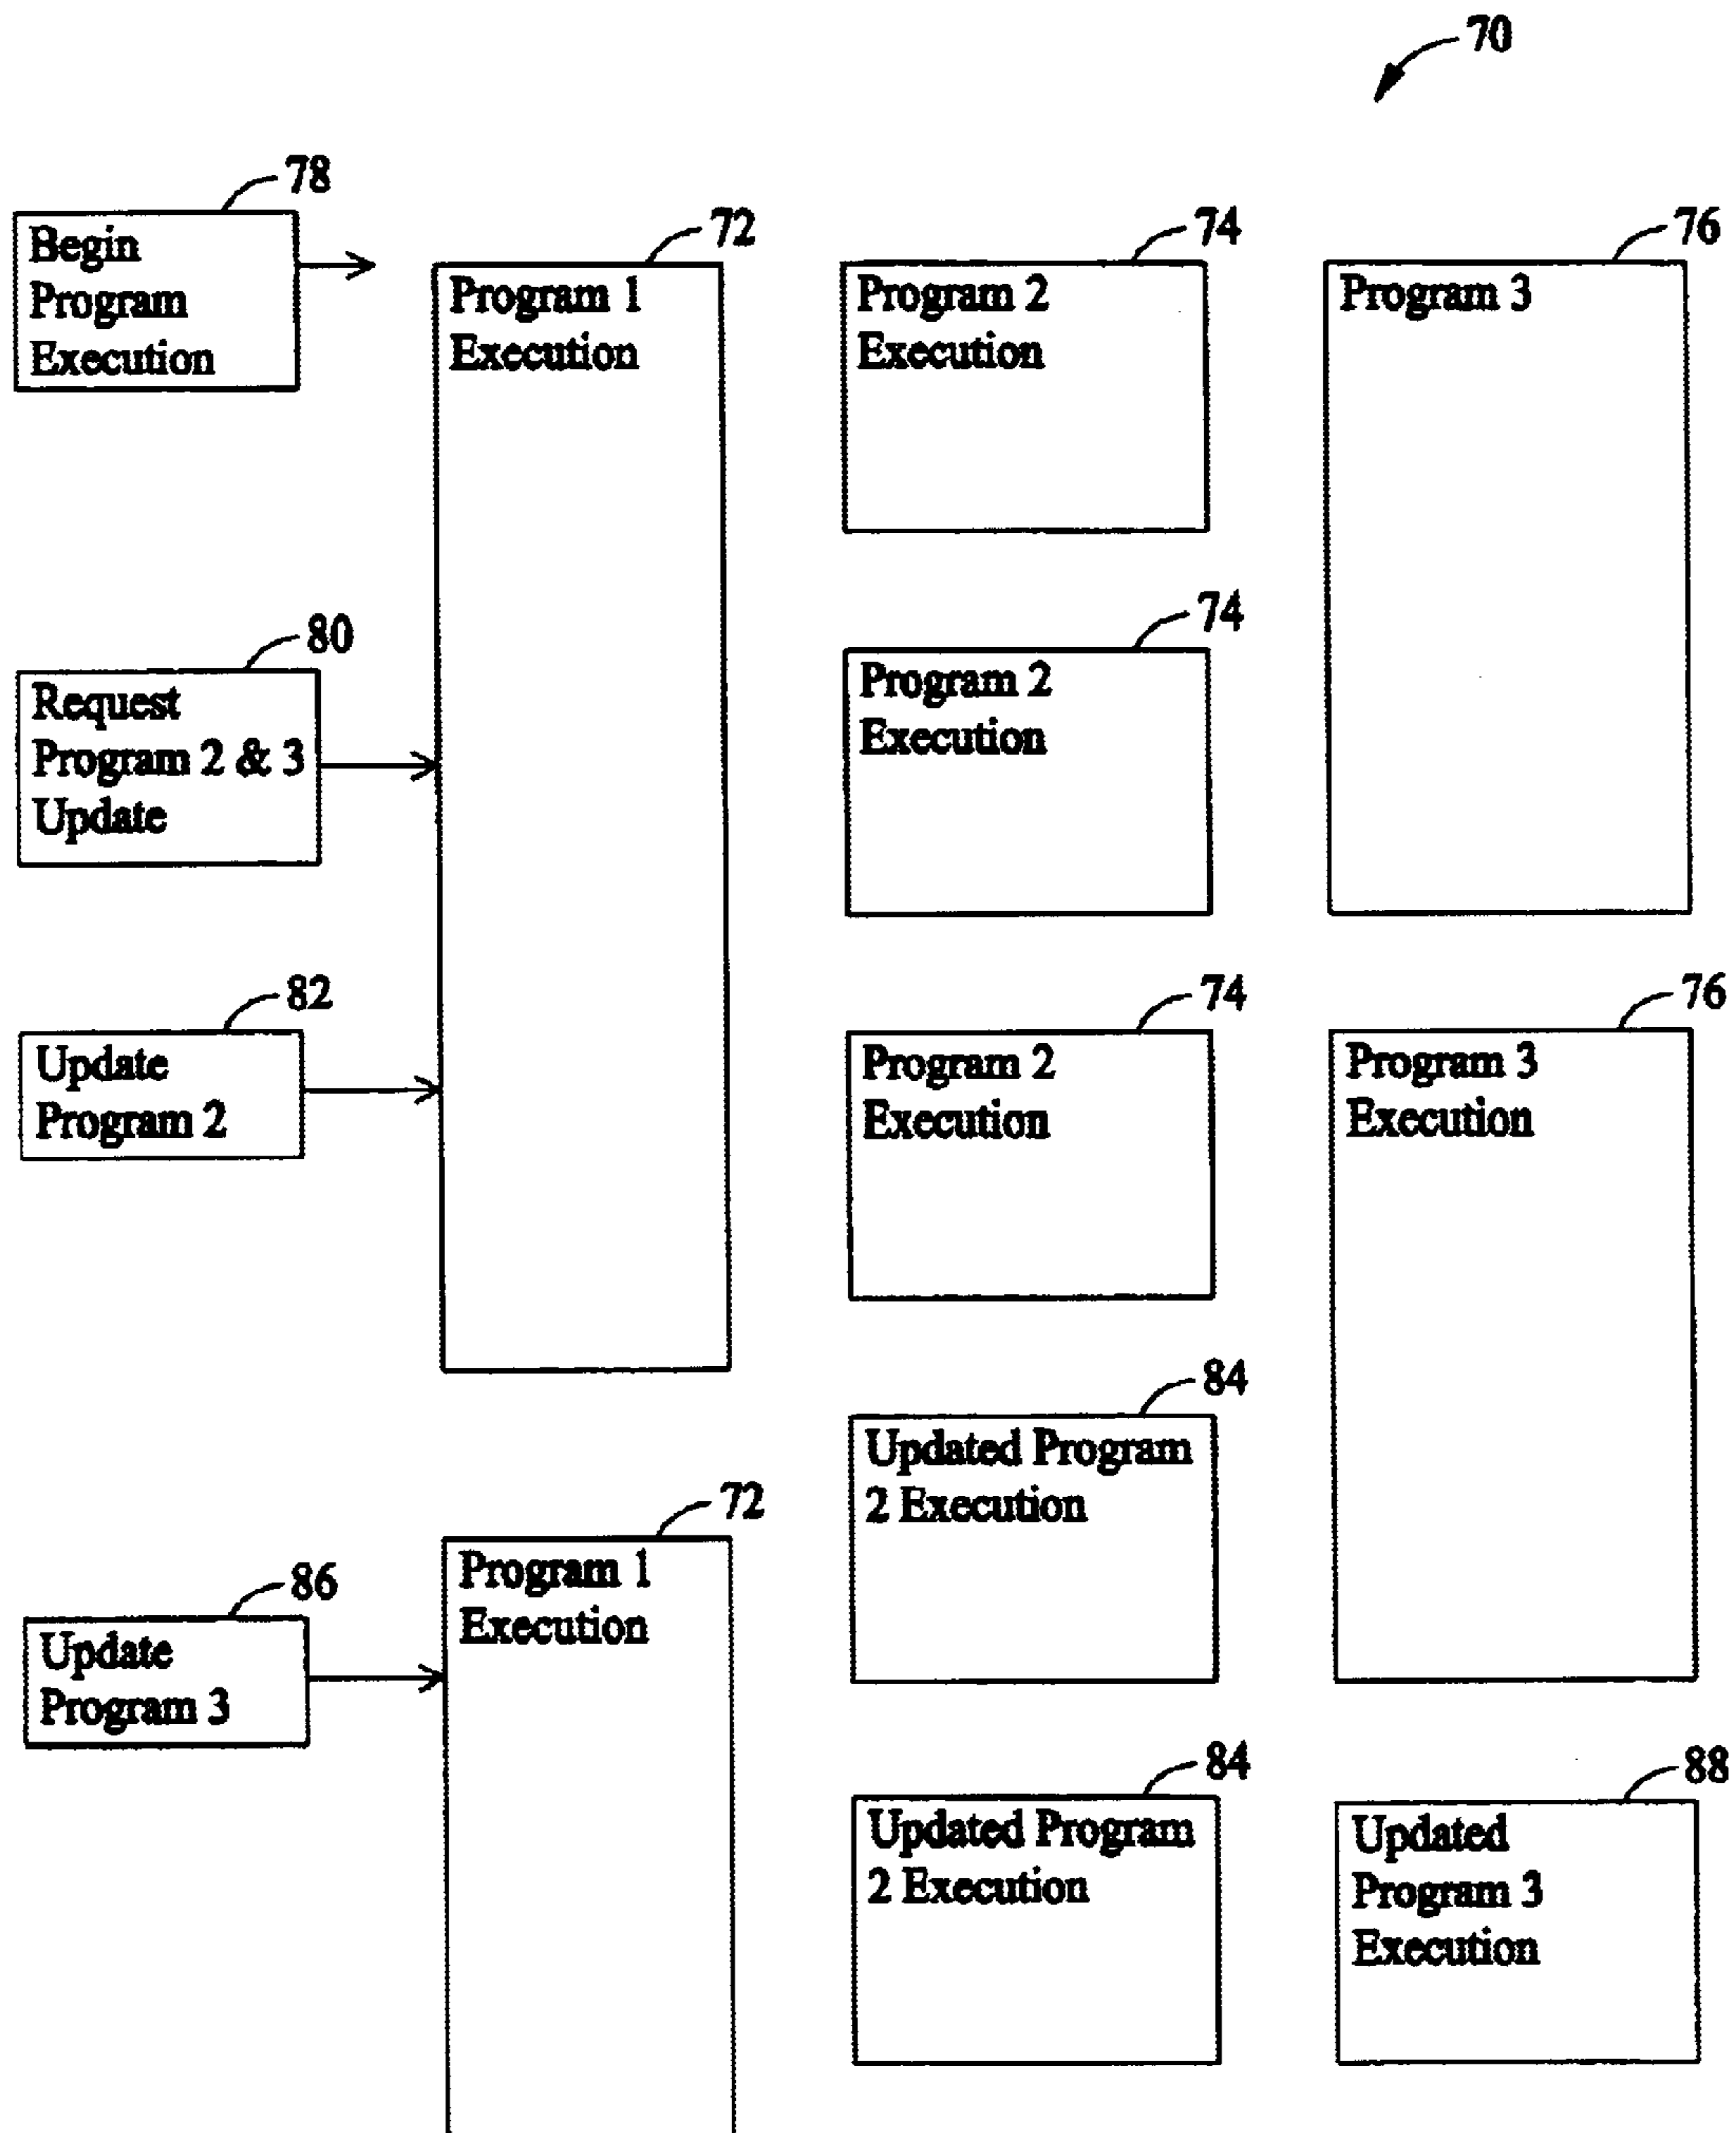 70
78
Begin
Program
Execution
72
Program 1
Execution
74
Program 2
Execution
76
Program 3
80
Request
Program 2 & 3
Update
74
Program 2
Execution
82
Update
Program 2
74
Program 2
Execution
76
Program 3
Execution
84
Updated Program
2 Execution
86
Update
Program 3
72
Program 1
Execution
84
Updated Program
2 Execution
88
Updated
Program 3
Execution